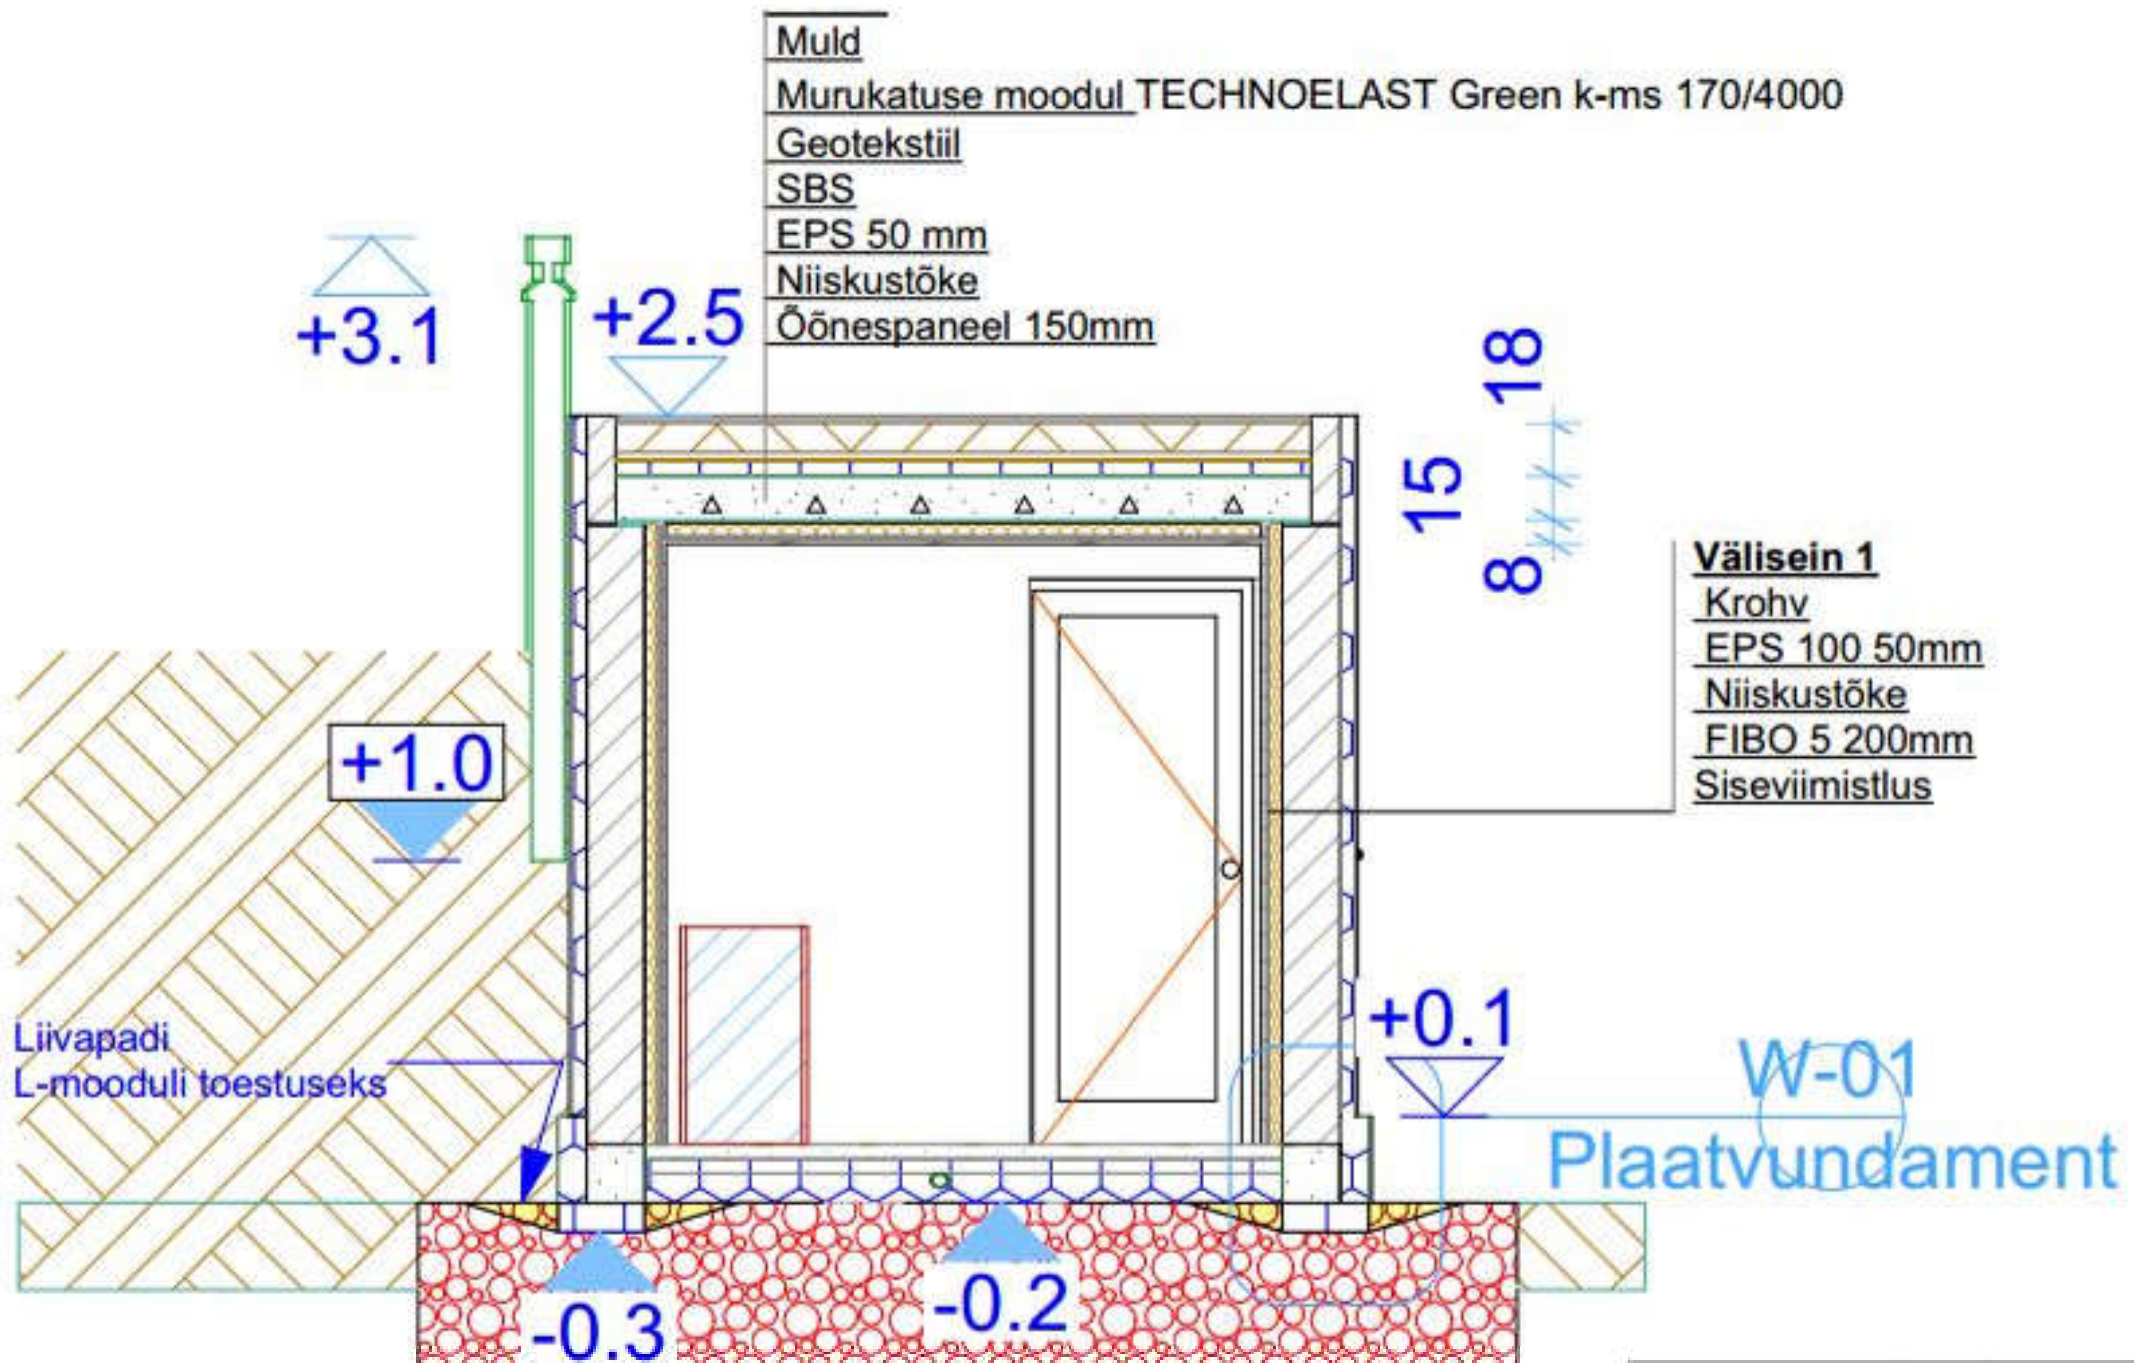 Muld
Murukatuse moodul TECHNOELAST Green k-ms 170/4000
Geotekstiil
SBS
EPS 50 mm
Niiskustõke
Õõnespaneel 150mm
+3.1
+2.5
18
15
8
Välisein 1
Krohv
EPS 100 50mm
Niiskustõke
FIBO 5 200mm
Siseviimistlus
+1.0
Liivapadi
L-mooduli toestuseks
+0.1
W-01
Plaatvundament
-0.3
-0.2